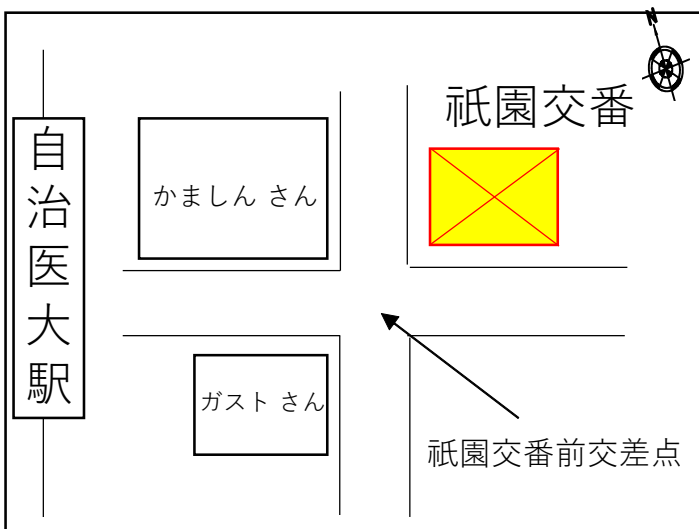 N
祇園交番
自治医大駅
かましん さん
ガスト さん
祇園交番前交差点